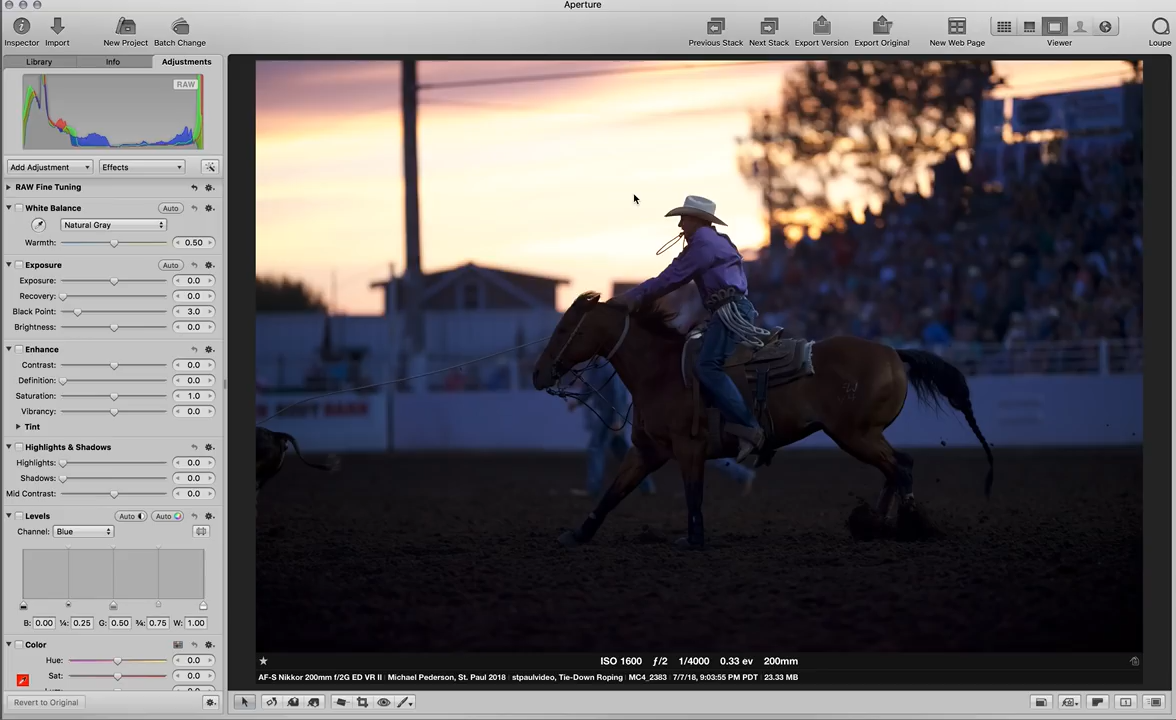 Aperture
Inspector Import New Project Batch Change Previous Stack Next Stack Export Version Export Original New Web Page Viewer Loupe
Library Info Adjustments
RAW
Add Adjustment Effects
RAW Fine Tuning
White Balance Auto
Natural Gray
Warmth: 0.50
Exposure Auto
Exposure: 0.0
Recovery: 0.0
Black Point: 3.0
Brightness: 0.0
Enhance
Contrast: 0.0
Definition: 0.0
Saturation: 1.0
Vibrancy: 0.0
Tint
Highlights & Shadows
Highlights: 0.0
Shadows: 0.0
Mid Contrast: 0.0
Levels Auto Auto
Channel: Blue
B: 0.00 ¼: 0.25 G: 0.50 ¾: 0.75 W: 1.00
Color
Hue: 0.0
Sat: 0.0
Revert to Original
ISO 1600 ƒ/2 1/4000 0.33 ev 200mm
AF-S Nikkor 200mm f/2G ED VR II | Michael Pederson, St. Paul 2018 | stpaulvideo, Tie-Down Roping | MC4_2383 | 7/7/18, 9:03:55 PM PDT | 23.33 MB